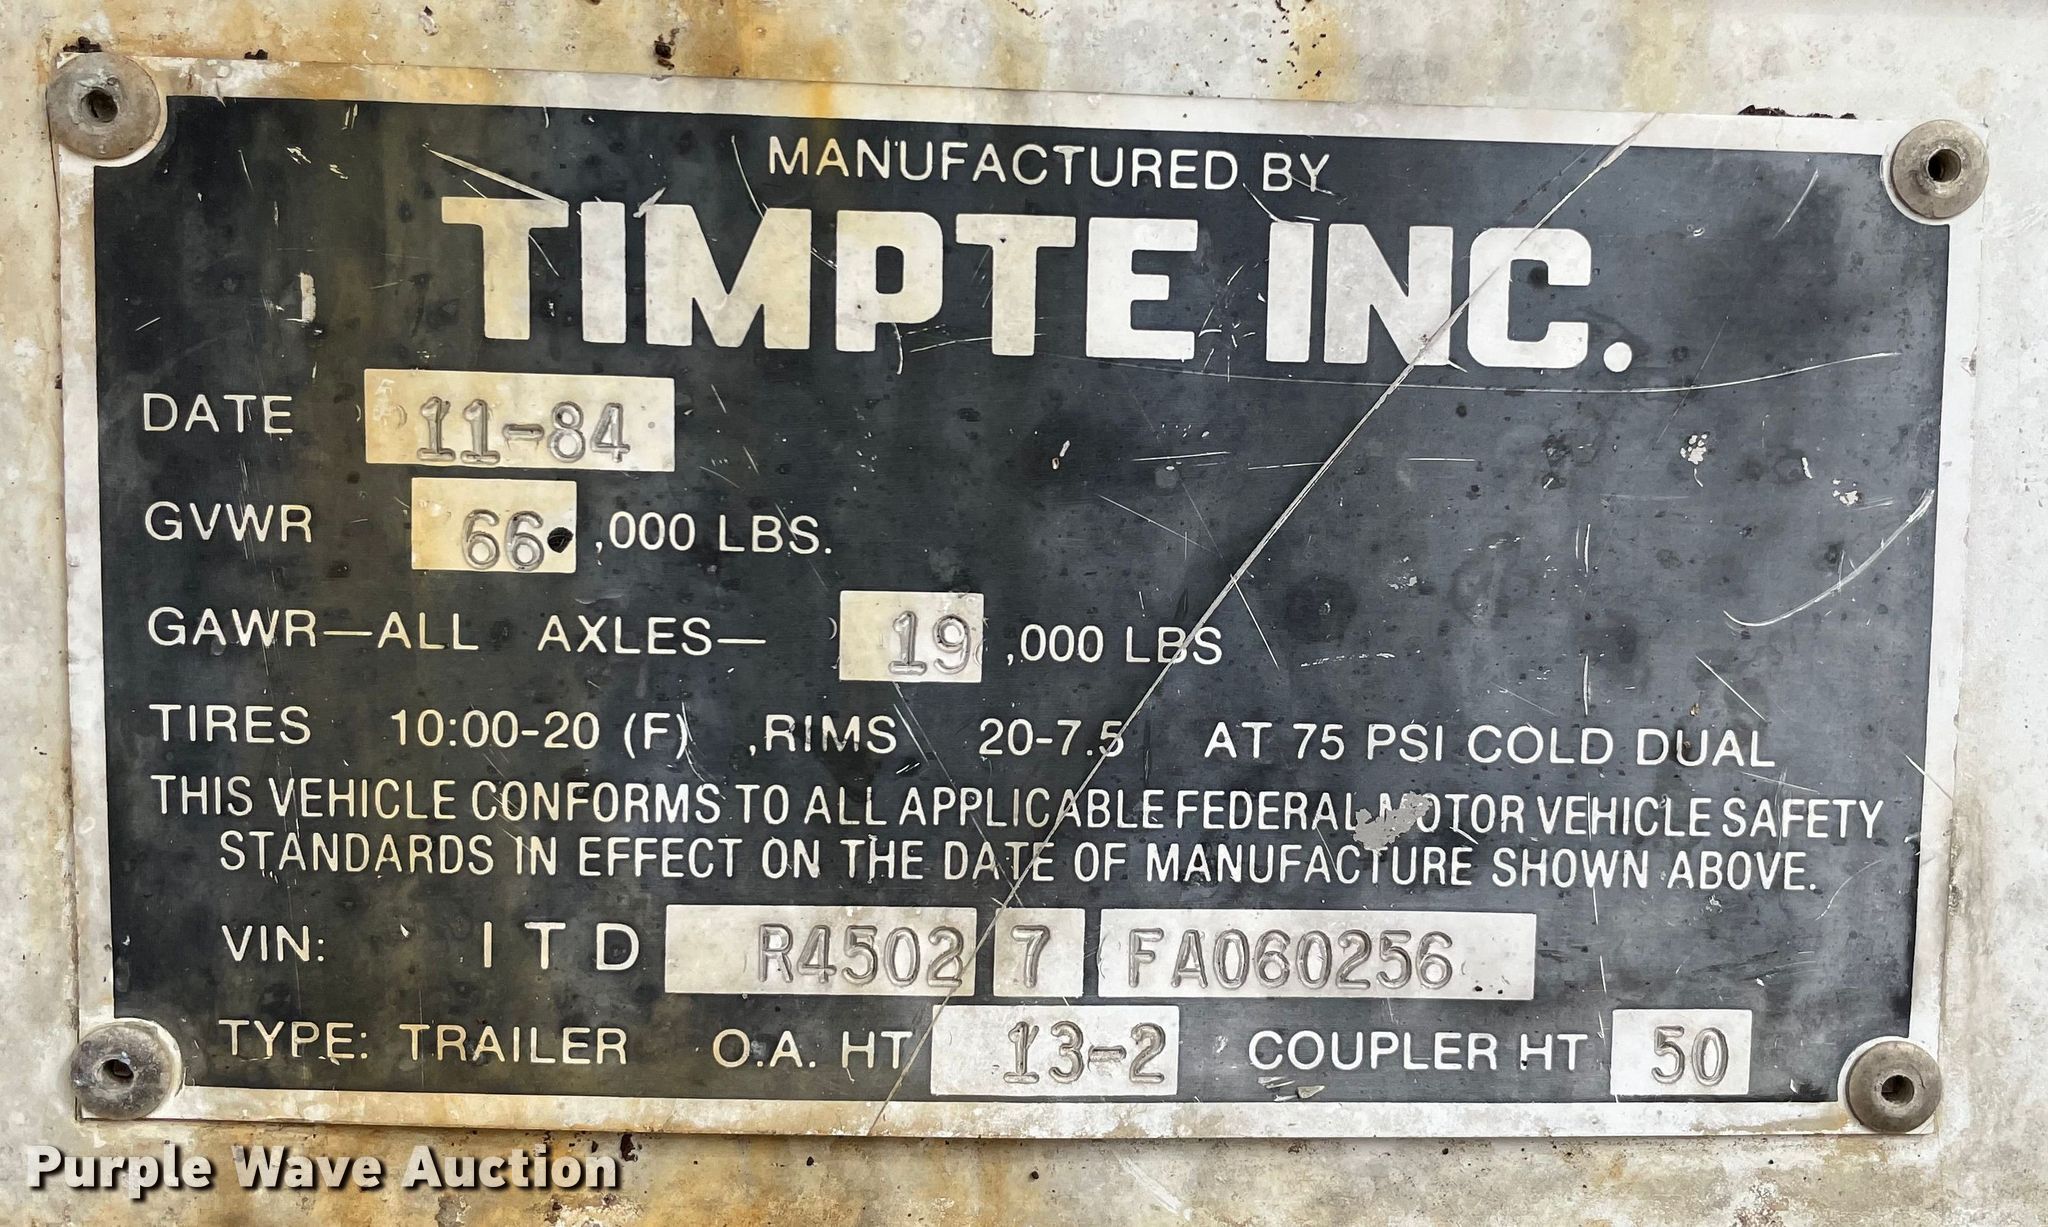 MANUFACTURED BY
TIMPTE INC.
DATE 11-84
GVWR 66 ,000 LBS.
GAWR—ALL AXLES— 19 ,000 LBS
TIRES 10:00-20 (F) ,RIMS 20-7.5 AT 75 PSI COLD DUAL
THIS VEHICLE CONFORMS TO ALL APPLICABLE FEDERAL MOTOR VEHICLE SAFETY
STANDARDS IN EFFECT ON THE DATE OF MANUFACTURE SHOWN ABOVE.
VIN: I T D R4502 7 FA060256
TYPE: TRAILER O.A. HT 13-2 COUPLER HT 50
Purple Wave Auction